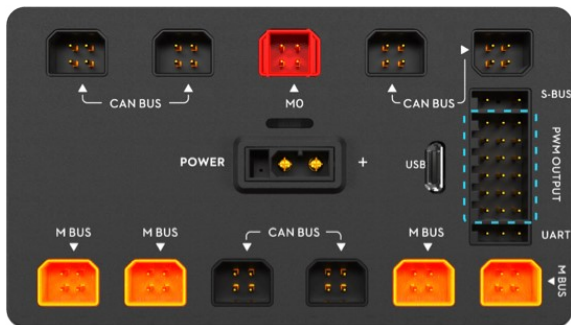 S-BUS
CAN BUS
M0
CAN BUS
PWM OUTPUT
POWER
+
USB
UART
M BUS
M BUS
CAN BUS
M BUS
M BUS